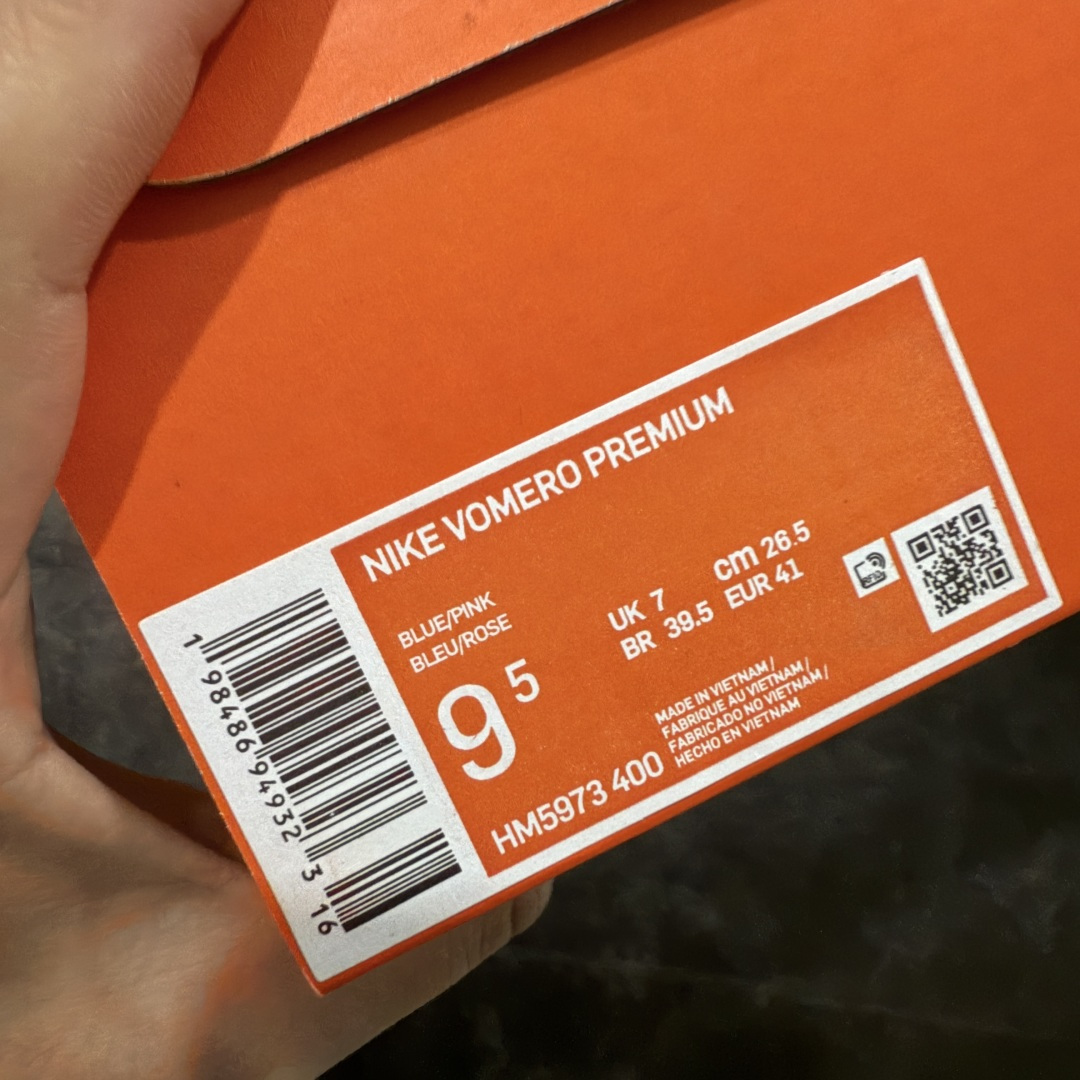 NIKE VOMERO PREMIUM
BLUE/PINK
BLEU/ROSE
9 5
UK 7
BR 39.5
cm 26.5
EUR 41
RFID
MADE IN VIETNAM /
FABRIQUE AU VIETNAM /
FABRICADO NO VIETNAM /
HECHO EN VIETNAM
HM5973 400
1 98486 94932 3 16